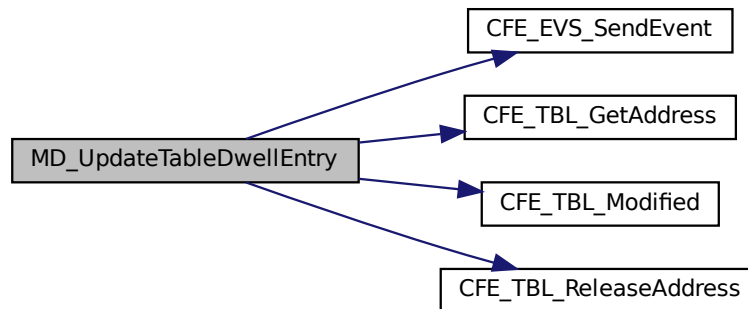 CFE_EVS_SendEvent
CFE_TBL_GetAddress
MD_UpdateTableDwellEntry
CFE_TBL_Modified
CFE_TBL_ReleaseAddress